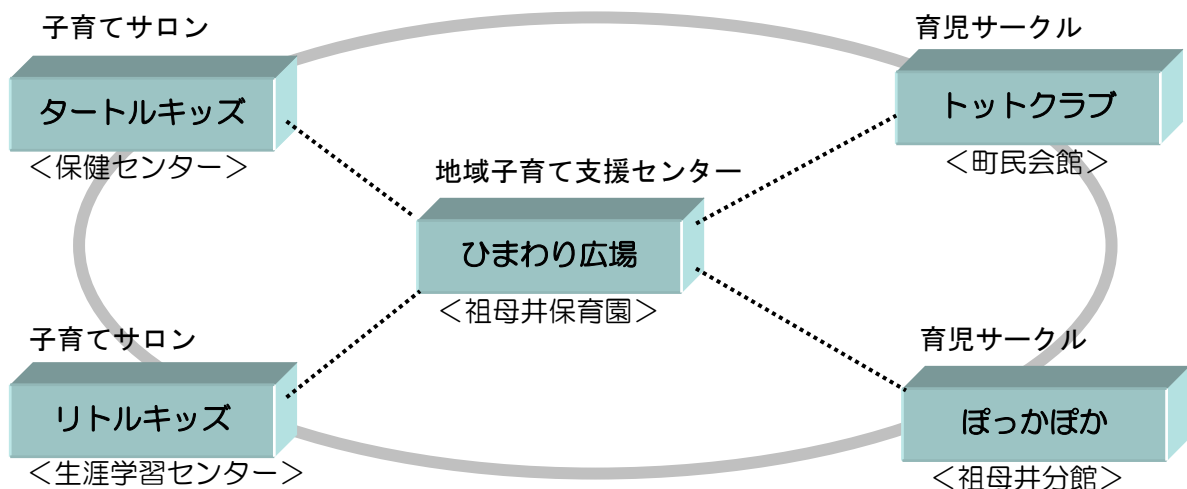 子育てサロン
タートルキッズ
＜保健センター＞
育児サークル
トットクラブ
＜町民会館＞
地域子育て支援センター
ひまわり広場
＜祖母井保育園＞
子育てサロン
リトルキッズ
＜生涯学習センター＞
育児サークル
ぽっかぽか
＜祖母井分館＞